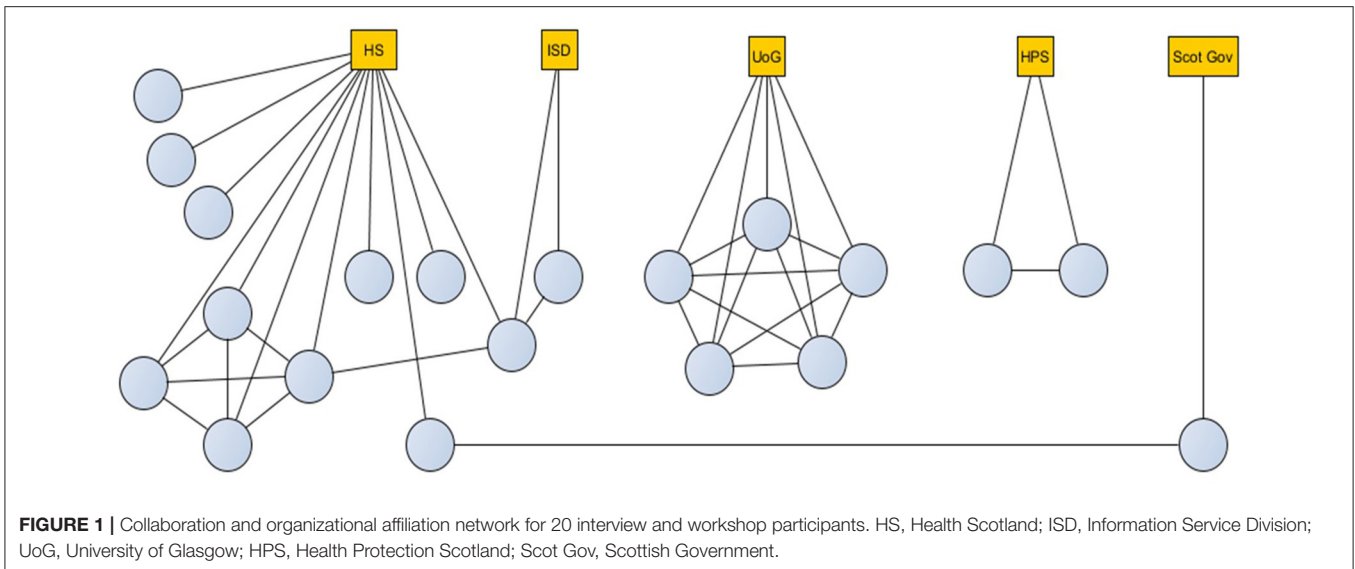 HS
ISD
UoG
HPS
Scot Gov
FIGURE 1 | Collaboration and organizational affiliation network for 20 interview and workshop participants. HS, Health Scotland; ISD, Information Service Division;
UoG, University of Glasgow; HPS, Health Protection Scotland; Scot Gov, Scottish Government.